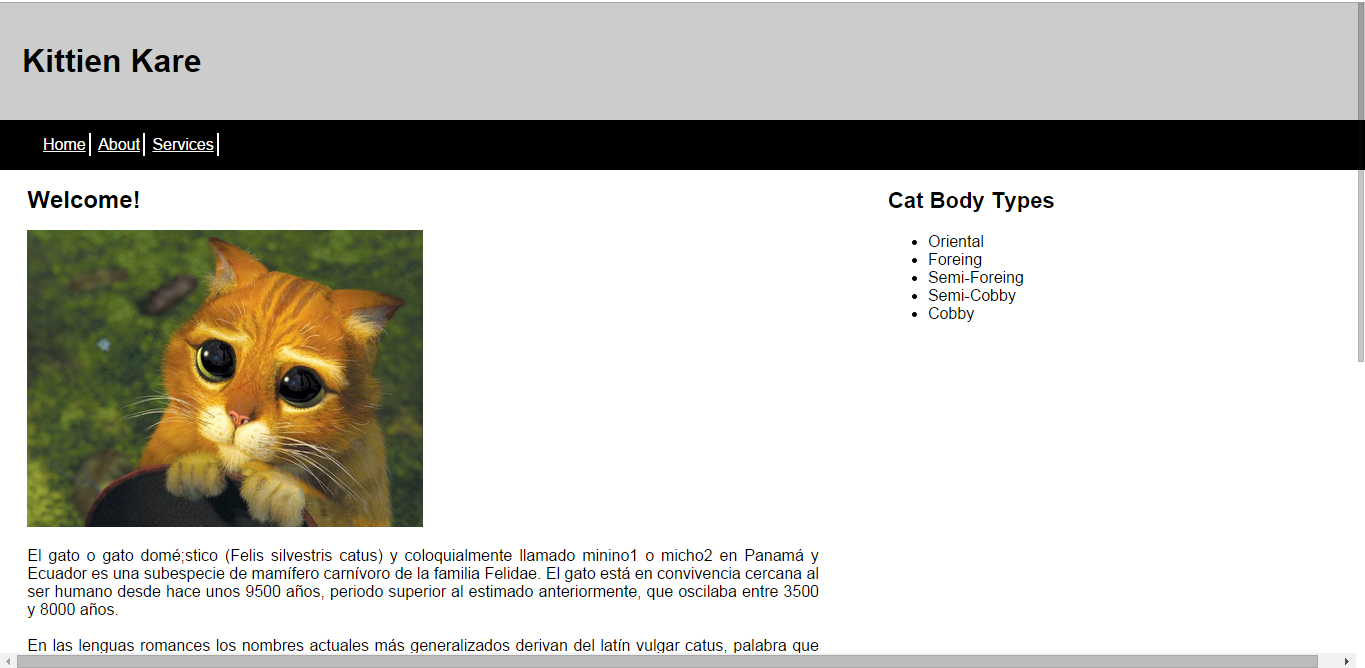 Kittien Kare
Home About Services
Welcome!
El gato o gato domé;stico (Felis silvestris catus) y coloquialmente llamado minino1 o micho2 en Panamá y
Ecuador es una subespecie de mamífero carnívoro de la familia Felidae. El gato está en convivencia cercana al
ser humano desde hace unos 9500 años, periodo superior al estimado anteriormente, que oscilaba entre 3500
y 8000 años.
En las lenguas romances los nombres actuales más generalizados derivan del latín vulgar catus, palabra que
Cat Body Types
Oriental
Foreing
Semi-Foreing
Semi-Cobby
Cobby